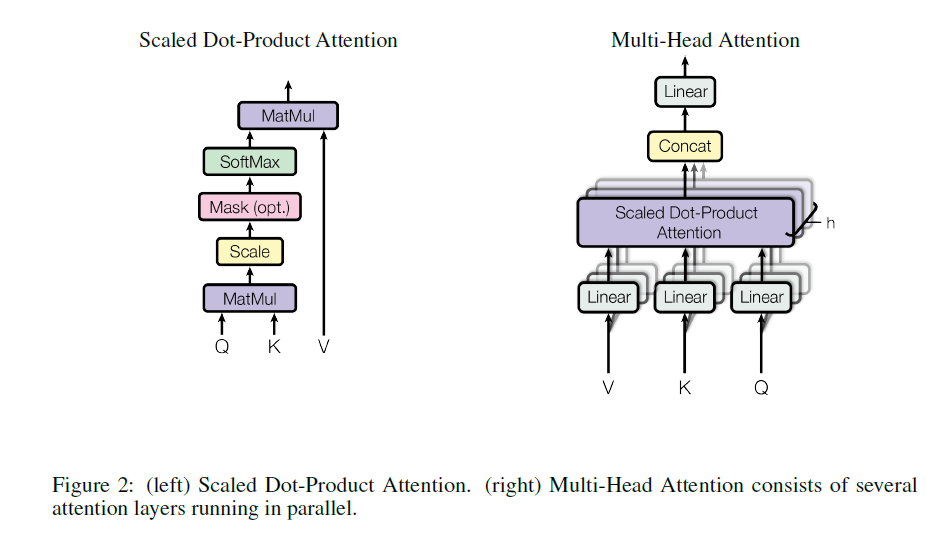 Scaled Dot-Product Attention
MatMul
SoftMax
Mask (opt.)
Scale
MatMul
Q K V
Multi-Head Attention
Linear
Concat
Scaled Dot-Product
Attention
h
Linear Linear Linear
V K Q
Figure 2: (left) Scaled Dot-Product Attention. (right) Multi-Head Attention consists of several
attention layers running in parallel.